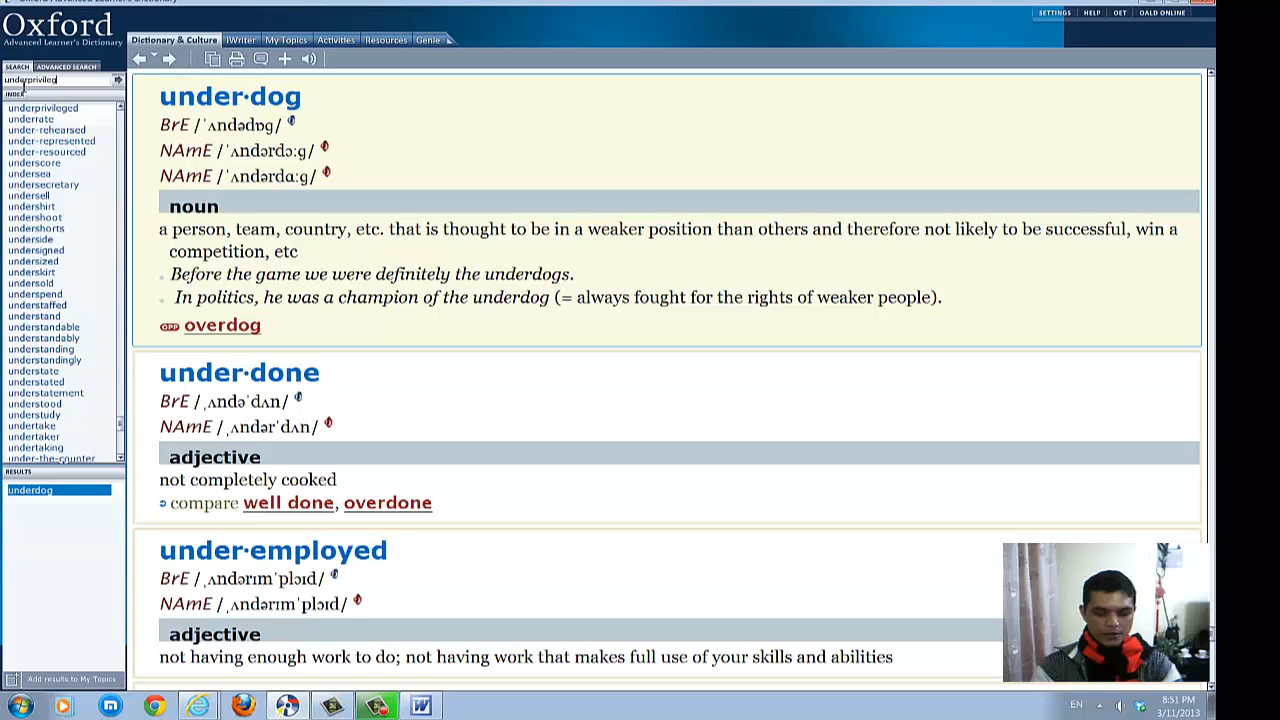 Oxford Advanced Learner's Dictionary
Oxford
Advanced Learner's Dictionary
SETTINGS HELP OET OALD ONLINE
Dictionary & Culture iWriter My Topics Activities Resources Genie
SEARCH ADVANCED SEARCH
underprivileg
INDEX
underprivileged
underrate
under-rehearsed
under-represented
under-resourced
underscore
undersea
undersecretary
undersell
undershirt
undershoot
undershorts
underside
undersigned
undersized
underskirt
undersold
underspend
understaffed
understand
understandable
understandably
understanding
understandingly
understate
understated
understatement
understood
understudy
undertake
undertaker
undertaking
under-the-counter
RESULTS
underdog
Add results to My Topics
under·dog
BrE /ˈʌndədɒɡ/
NAmE /ˈʌndərdɔːɡ/
NAmE /ˈʌndərdɑːɡ/
noun
a person, team, country, etc. that is thought to be in a weaker position than others and therefore not likely to be successful, win a
competition, etc
Before the game we were definitely the underdogs.
In politics, he was a champion of the underdog (= always fought for the rights of weaker people).
OPP overdog
under·done
BrE /ˌʌndəˈdʌn/
NAmE /ˌʌndərˈdʌn/
adjective
not completely cooked
compare well done, overdone
under·employed
BrE /ˌʌndərɪmˈplɔɪd/
NAmE /ˌʌndərɪmˈplɔɪd/
adjective
not having enough work to do; not having work that makes full use of your skills and abilities
EN 8:51 PM
3/11/2013